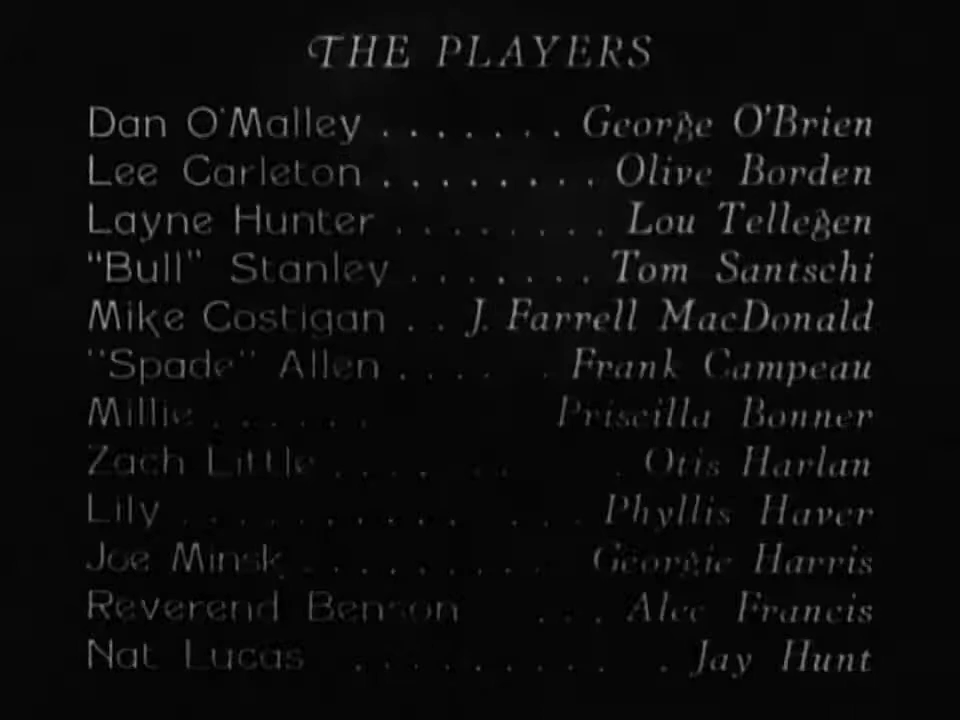 THE PLAYERS
Dan O'Malley . . . . . . . George O'Brien
Lee Carleton . . . . . . . . . Olive Borden
Layne Hunter . . . . . . . . Lou Tellegen
"Bull" Stanley . . . . . . . Tom Santschi
Mike Costigan . . J. Farrell MacDonald
"Spade" Allen . . . . . Frank Campeau
Millie . . . . . . Priscilla Bonner
Zach Little . . . . . . . Otis Harlan
Lily . . . . . . . . . . . . . Phyllis Haver
Joe Minsk . . . . . . . . . Georgie Harris
Reverend Benson . . . Alec Francis
Nat Lucas . . . . . . . . . . Jay Hunt